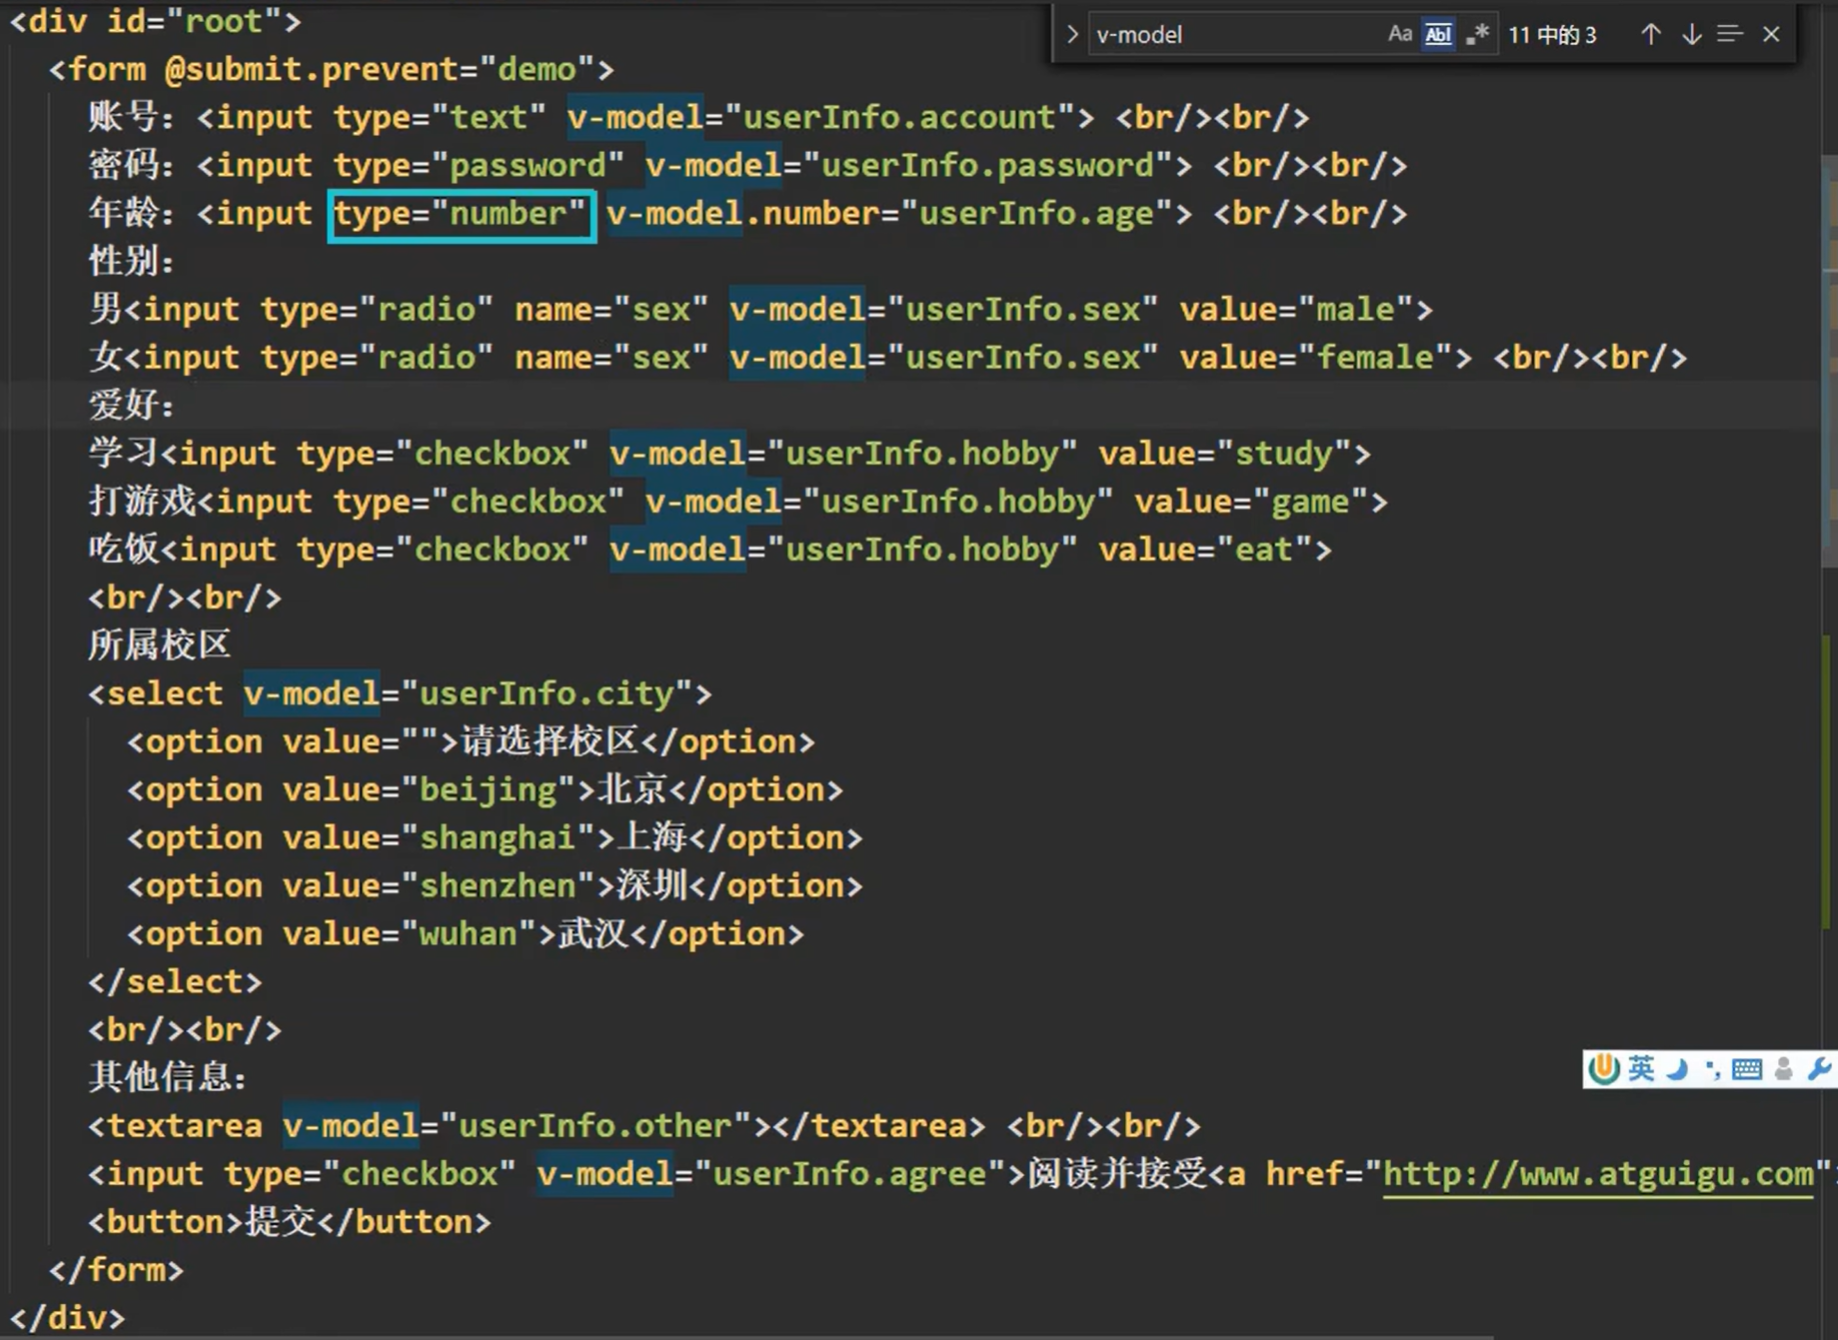 <div id="root">
v-model Aa Abl .* 11 中的 3
<form @submit.prevent="demo">
账号：<input type="text" v-model="userInfo.account"> <br/><br/>
密码：<input type="password" v-model="userInfo.password"> <br/><br/>
年龄：<input type="number" v-model.number="userInfo.age"> <br/><br/>
性别：
男<input type="radio" name="sex" v-model="userInfo.sex" value="male">
女<input type="radio" name="sex" v-model="userInfo.sex" value="female"> <br/><br/>
爱好：
学习<input type="checkbox" v-model="userInfo.hobby" value="study">
打游戏<input type="checkbox" v-model="userInfo.hobby" value="game">
吃饭<input type="checkbox" v-model="userInfo.hobby" value="eat">
<br/><br/>
所属校区
<select v-model="userInfo.city">
<option value="">请选择校区</option>
<option value="beijing">北京</option>
<option value="shanghai">上海</option>
<option value="shenzhen">深圳</option>
<option value="wuhan">武汉</option>
</select>
<br/><br/>
英
其他信息：
<textarea v-model="userInfo.other"></textarea> <br/><br/>
<input type="checkbox" v-model="userInfo.agree">阅读并接受<a href="http://www.atguigu.com"
<button>提交</button>
</form>
</div>